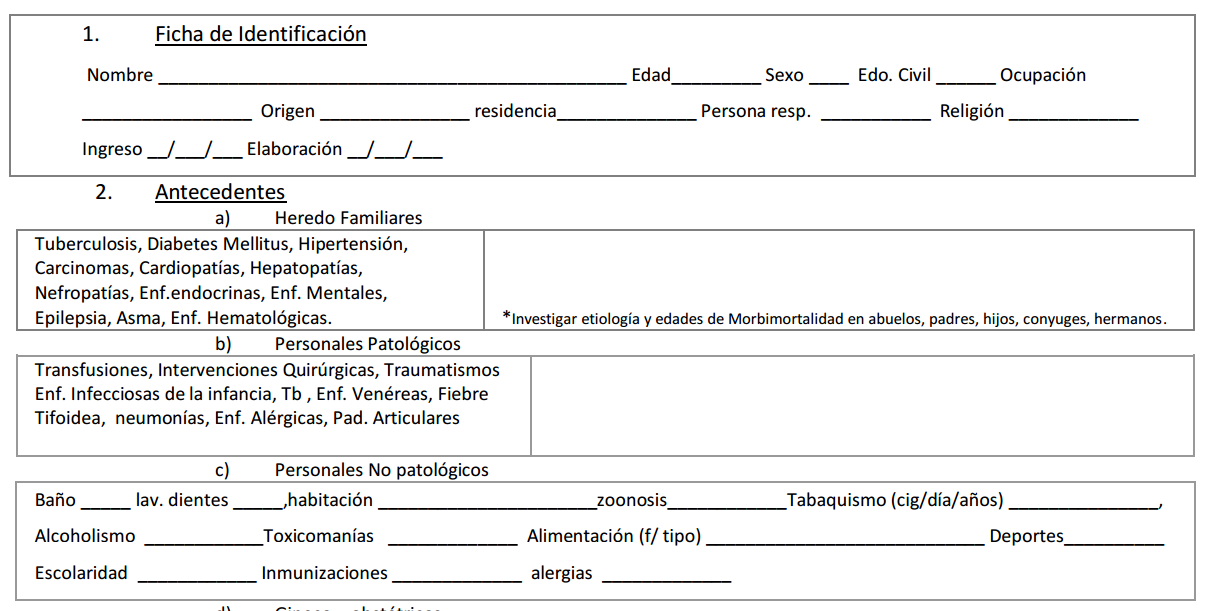 1. Ficha de Identificación
Nombre _______________________________________________ Edad_________ Sexo ____ Edo. Civil ______ Ocupación
_________________ Origen _______________ residencia______________ Persona resp. ___________ Religión _____________
Ingreso __/___/___ Elaboración __/___/___
2. Antecedentes
a) Heredo Familiares
Tuberculosis, Diabetes Mellitus, Hipertensión,
Carcinomas, Cardiopatías, Hepatopatías,
Nefropatías, Enf.endocrinas, Enf. Mentales,
Epilepsia, Asma, Enf. Hematológicas.
*Investigar etiología y edades de Morbimortalidad en abuelos, padres, hijos, conyuges, hermanos.
b) Personales Patológicos
Transfusiones, Intervenciones Quirúrgicas, Traumatismos
Enf. Infecciosas de la infancia, Tb , Enf. Venéreas, Fiebre
Tifoidea, neumonías, Enf. Alérgicas, Pad. Articulares
c) Personales No patológicos
Baño _____ lav. dientes _____,habitación ______________________zoonosis____________Tabaquismo (cig/día/años) _______________,
Alcoholismo ____________Toxicomanías _____________ Alimentación (f/ tipo) ____________________________ Deportes__________
Escolaridad ____________ Inmunizaciones _____________ alergias _____________